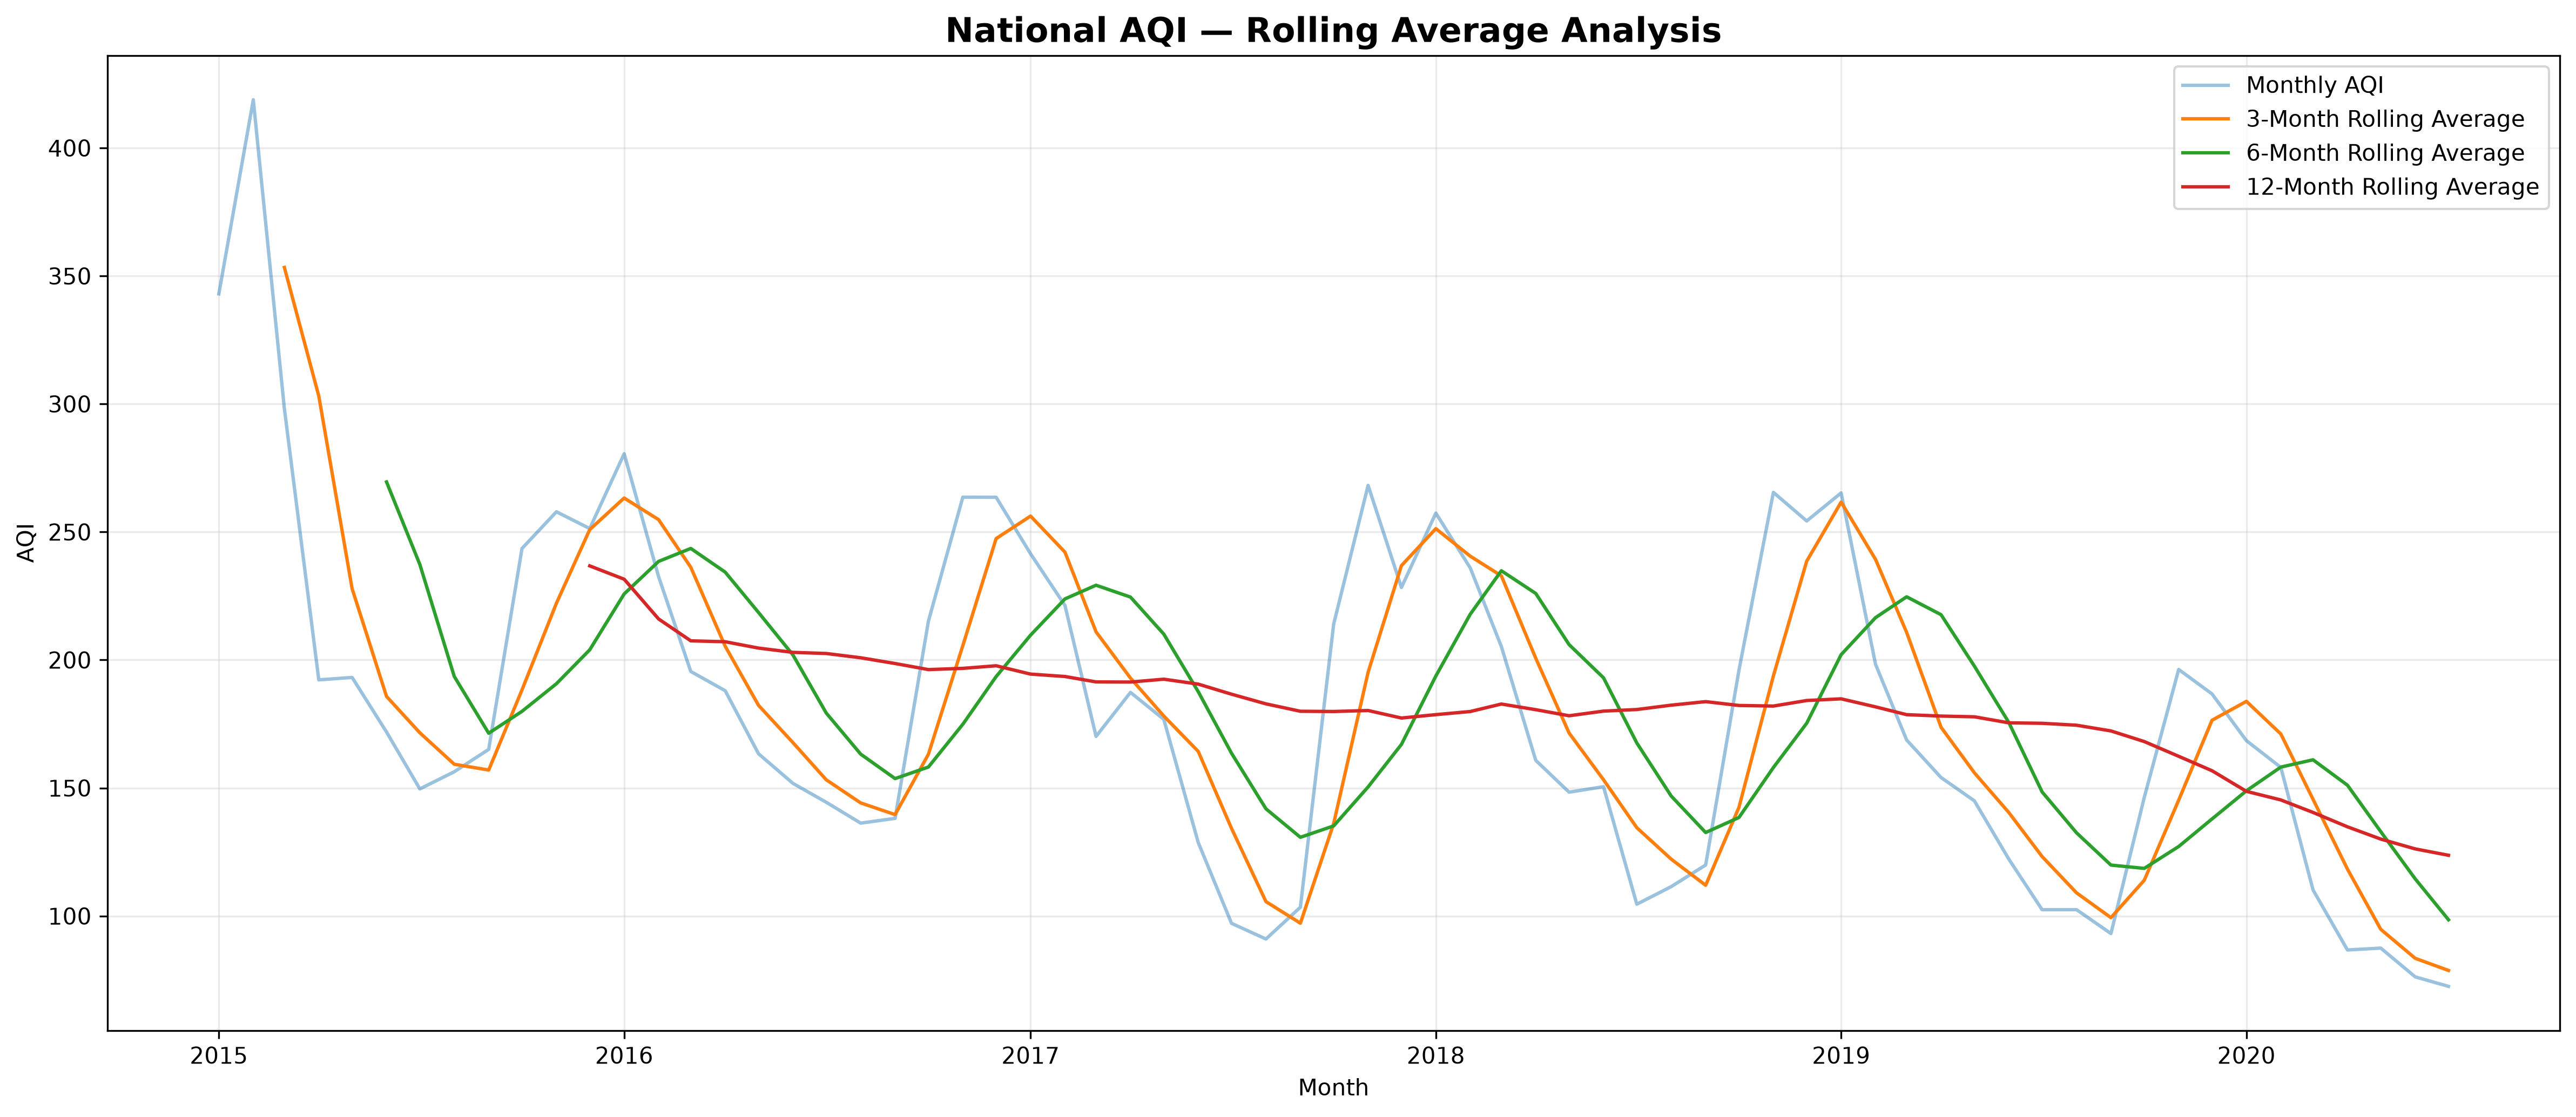 National AQI — Rolling Average Analysis
Monthly AQI
3-Month Rolling Average
6-Month Rolling Average
12-Month Rolling Average
400
350
300
250
200
150
100
AQI
2015 2016 2017 2018 2019 2020
Month